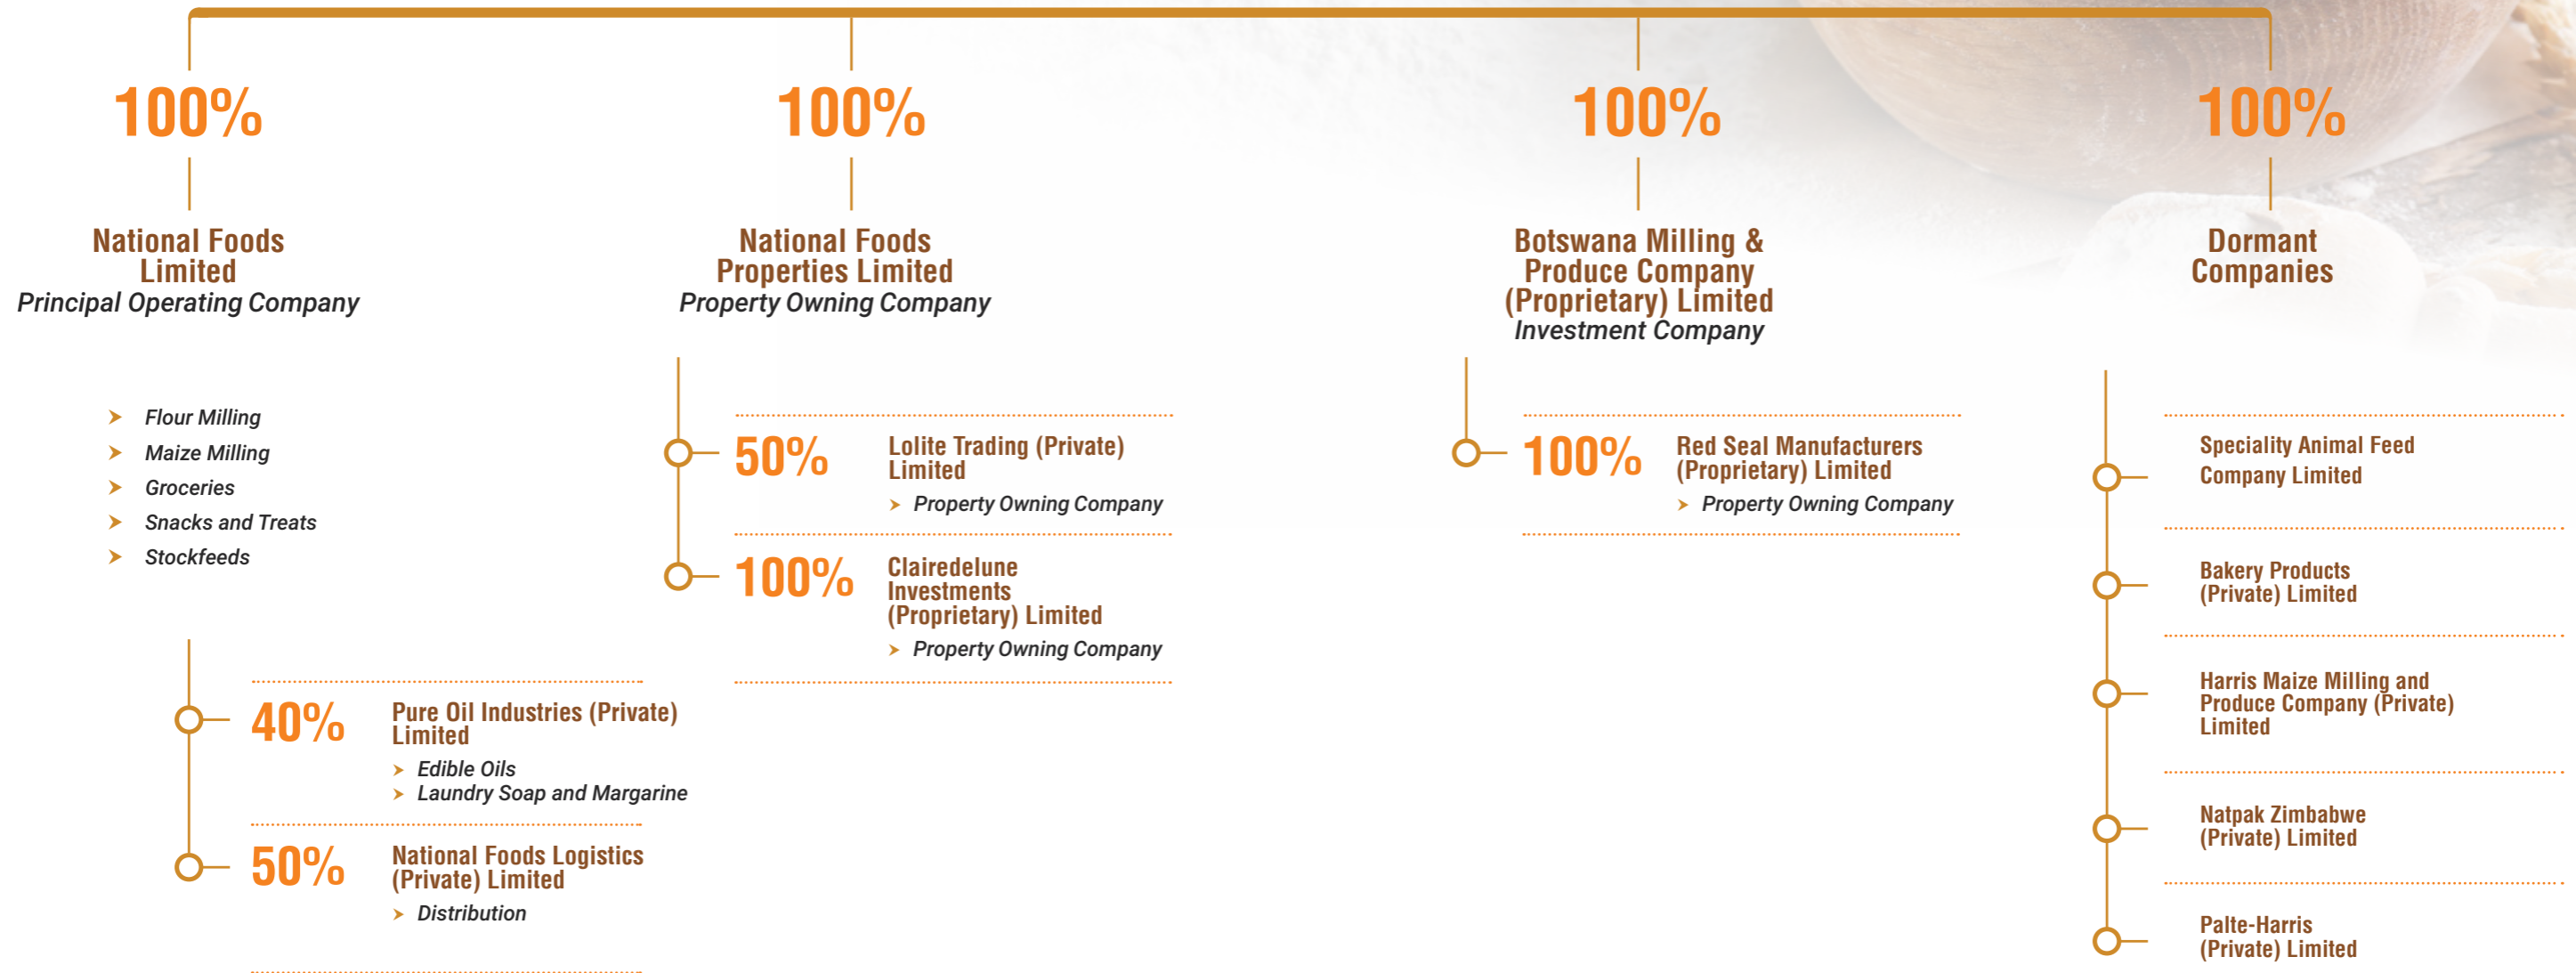 100%
National Foods
Limited
Principal Operating Company
Flour Milling
Maize Milling
Groceries
Snacks and Treats
Stockfeeds
40%
Pure Oil Industries (Private)
Limited
Edible Oils
Laundry Soap and Margarine
50%
National Foods Logistics
(Private) Limited
Distribution
100%
National Foods
Properties Limited
Property Owning Company
50%
Lolite Trading (Private)
Limited
Property Owning Company
100%
Clairedelune
Investments
(Proprietary) Limited
Property Owning Company
100%
Botswana Milling &
Produce Company
(Proprietary) Limited
Investment Company
100%
Red Seal Manufacturers
(Proprietary) Limited
Property Owning Company
100%
Dormant
Companies
Speciality Animal Feed
Company Limited
Bakery Products
(Private) Limited
Harris Maize Milling and
Produce Company (Private)
Limited
Natpak Zimbabwe
(Private) Limited
Palte-Harris
(Private) Limited